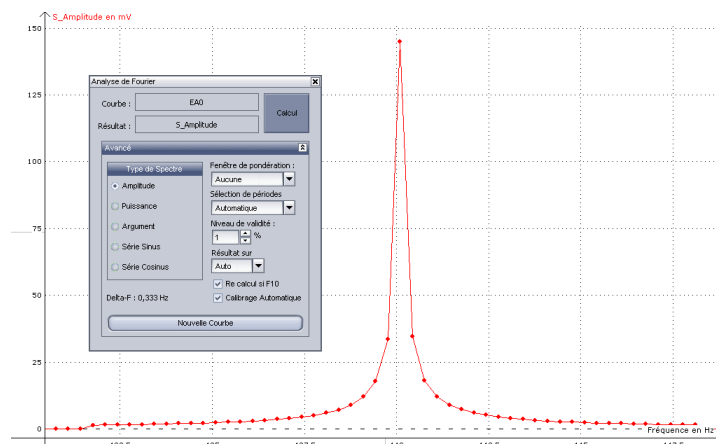 S_Amplitude en mV
150
125
100
75
50
25
0
Analyse de Fourier
Courbe :
EA0
Calcul
Résultat :
S_Amplitude
Avancé
Type de Spectre
Amplitude
Puissance
Argument
Série Sinus
Série Cosinus
Fenêtre de pondération :
Aucune
Sélection de périodes
Automatique
Niveau de validité :
1 %
Résultat sur
Auto
Re calcul si F10
Calibrage Automatique
Delta-F : 0,333 Hz
Nouvelle Courbe
Fréquence en Hz